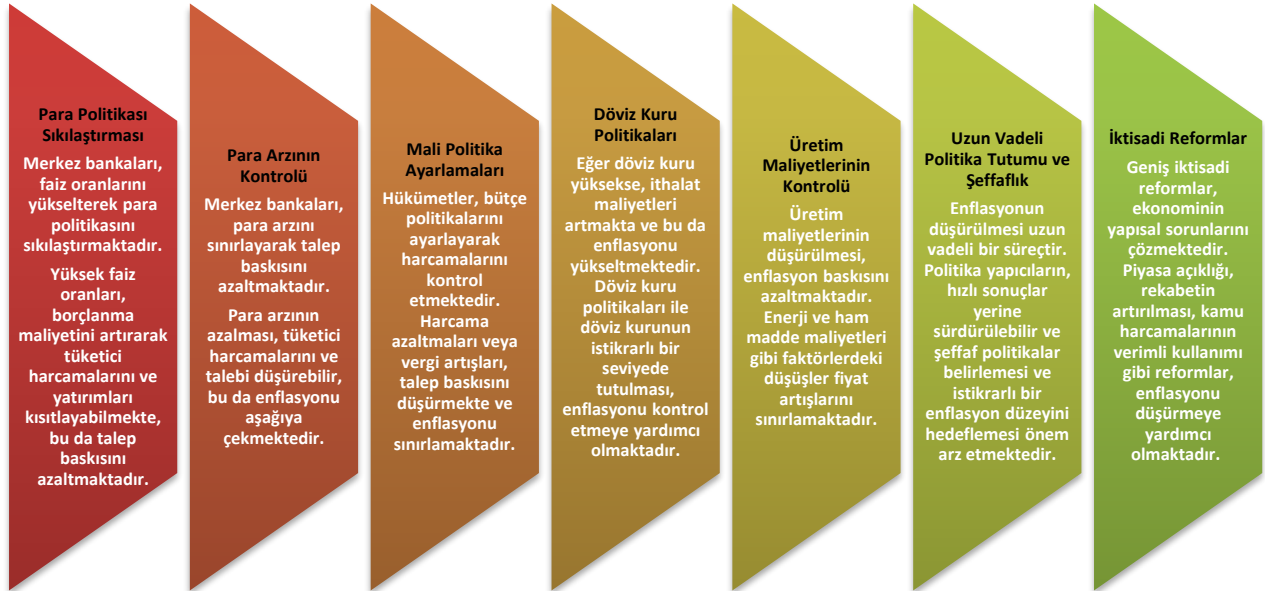 Para Politikası
Sıkılaştırması
Merkez bankaları,
faiz oranlarını
yükselterek para
politikasını
sıkılaştırmaktadır.
Yüksek faiz
oranları,
borçlanma
maliyetini artırarak
tüketici
harcamalarını ve
yatırımları
kısıtlayabilmekte,
bu da talep
baskısını
azaltmaktadır.
Para Arzının
Kontrolü
Merkez bankaları,
para arzını
sınırlayarak talep
baskısını
azaltmaktadır.
Para arzının
azalması, tüketici
harcamalarını ve
talebi düşürebilir,
bu da enflasyonu
aşağıya
çekmektedir.
Mali Politika
Ayarlamaları
Hükümetler, bütçe
politikalarını
ayarlayarak
harcamalarını
kontrol
etmektedir.
Harcama
azaltmaları veya
vergi artışları,
talep baskısını
düşürmekte ve
enflasyonu
sınırlamaktadır.
Döviz Kuru
Politikaları
Eğer döviz kuru
yüksekse, ithalat
maliyetleri
artmakta ve bu da
enflasyonu
yükseltmektedir.
Döviz kuru
politikaları ile
döviz kurunun
istikrarlı bir
seviyede
tutulması,
enflasyonu kontrol
etmeye yardımcı
olmaktadır.
Üretim
Maliyetlerinin
Kontrolü
Üretim
maliyetlerinin
düşürülmesi,
enflasyon baskısını
azaltmaktadır.
Enerji ve ham
madde maliyetleri
gibi faktörlerdeki
düşüşler fiyat
artışlarını
sınırlamaktadır.
Uzun Vadeli
Politika Tutumu ve
Şeffaflık
Enflasyonun
düşürülmesi uzun
vadeli bir süreçtir.
Politika yapıcıların,
hızlı sonuçlar
yerine
sürdürülebilir ve
şeffaf politikalar
belirlemesi ve
istikrarlı bir
enflasyon düzeyini
hedeflemesi önem
arz etmektedir.
İktisadi Reformlar
Geniş iktisadi
reformlar,
ekonominin
yapısal sorunlarını
çözmektedir.
Piyasa açıklığı,
rekabetin
artırılması, kamu
harcamalarının
verimli kullanımı
gibi reformlar,
enflasyonu
düşürmeye
yardımcı
olmaktadır.